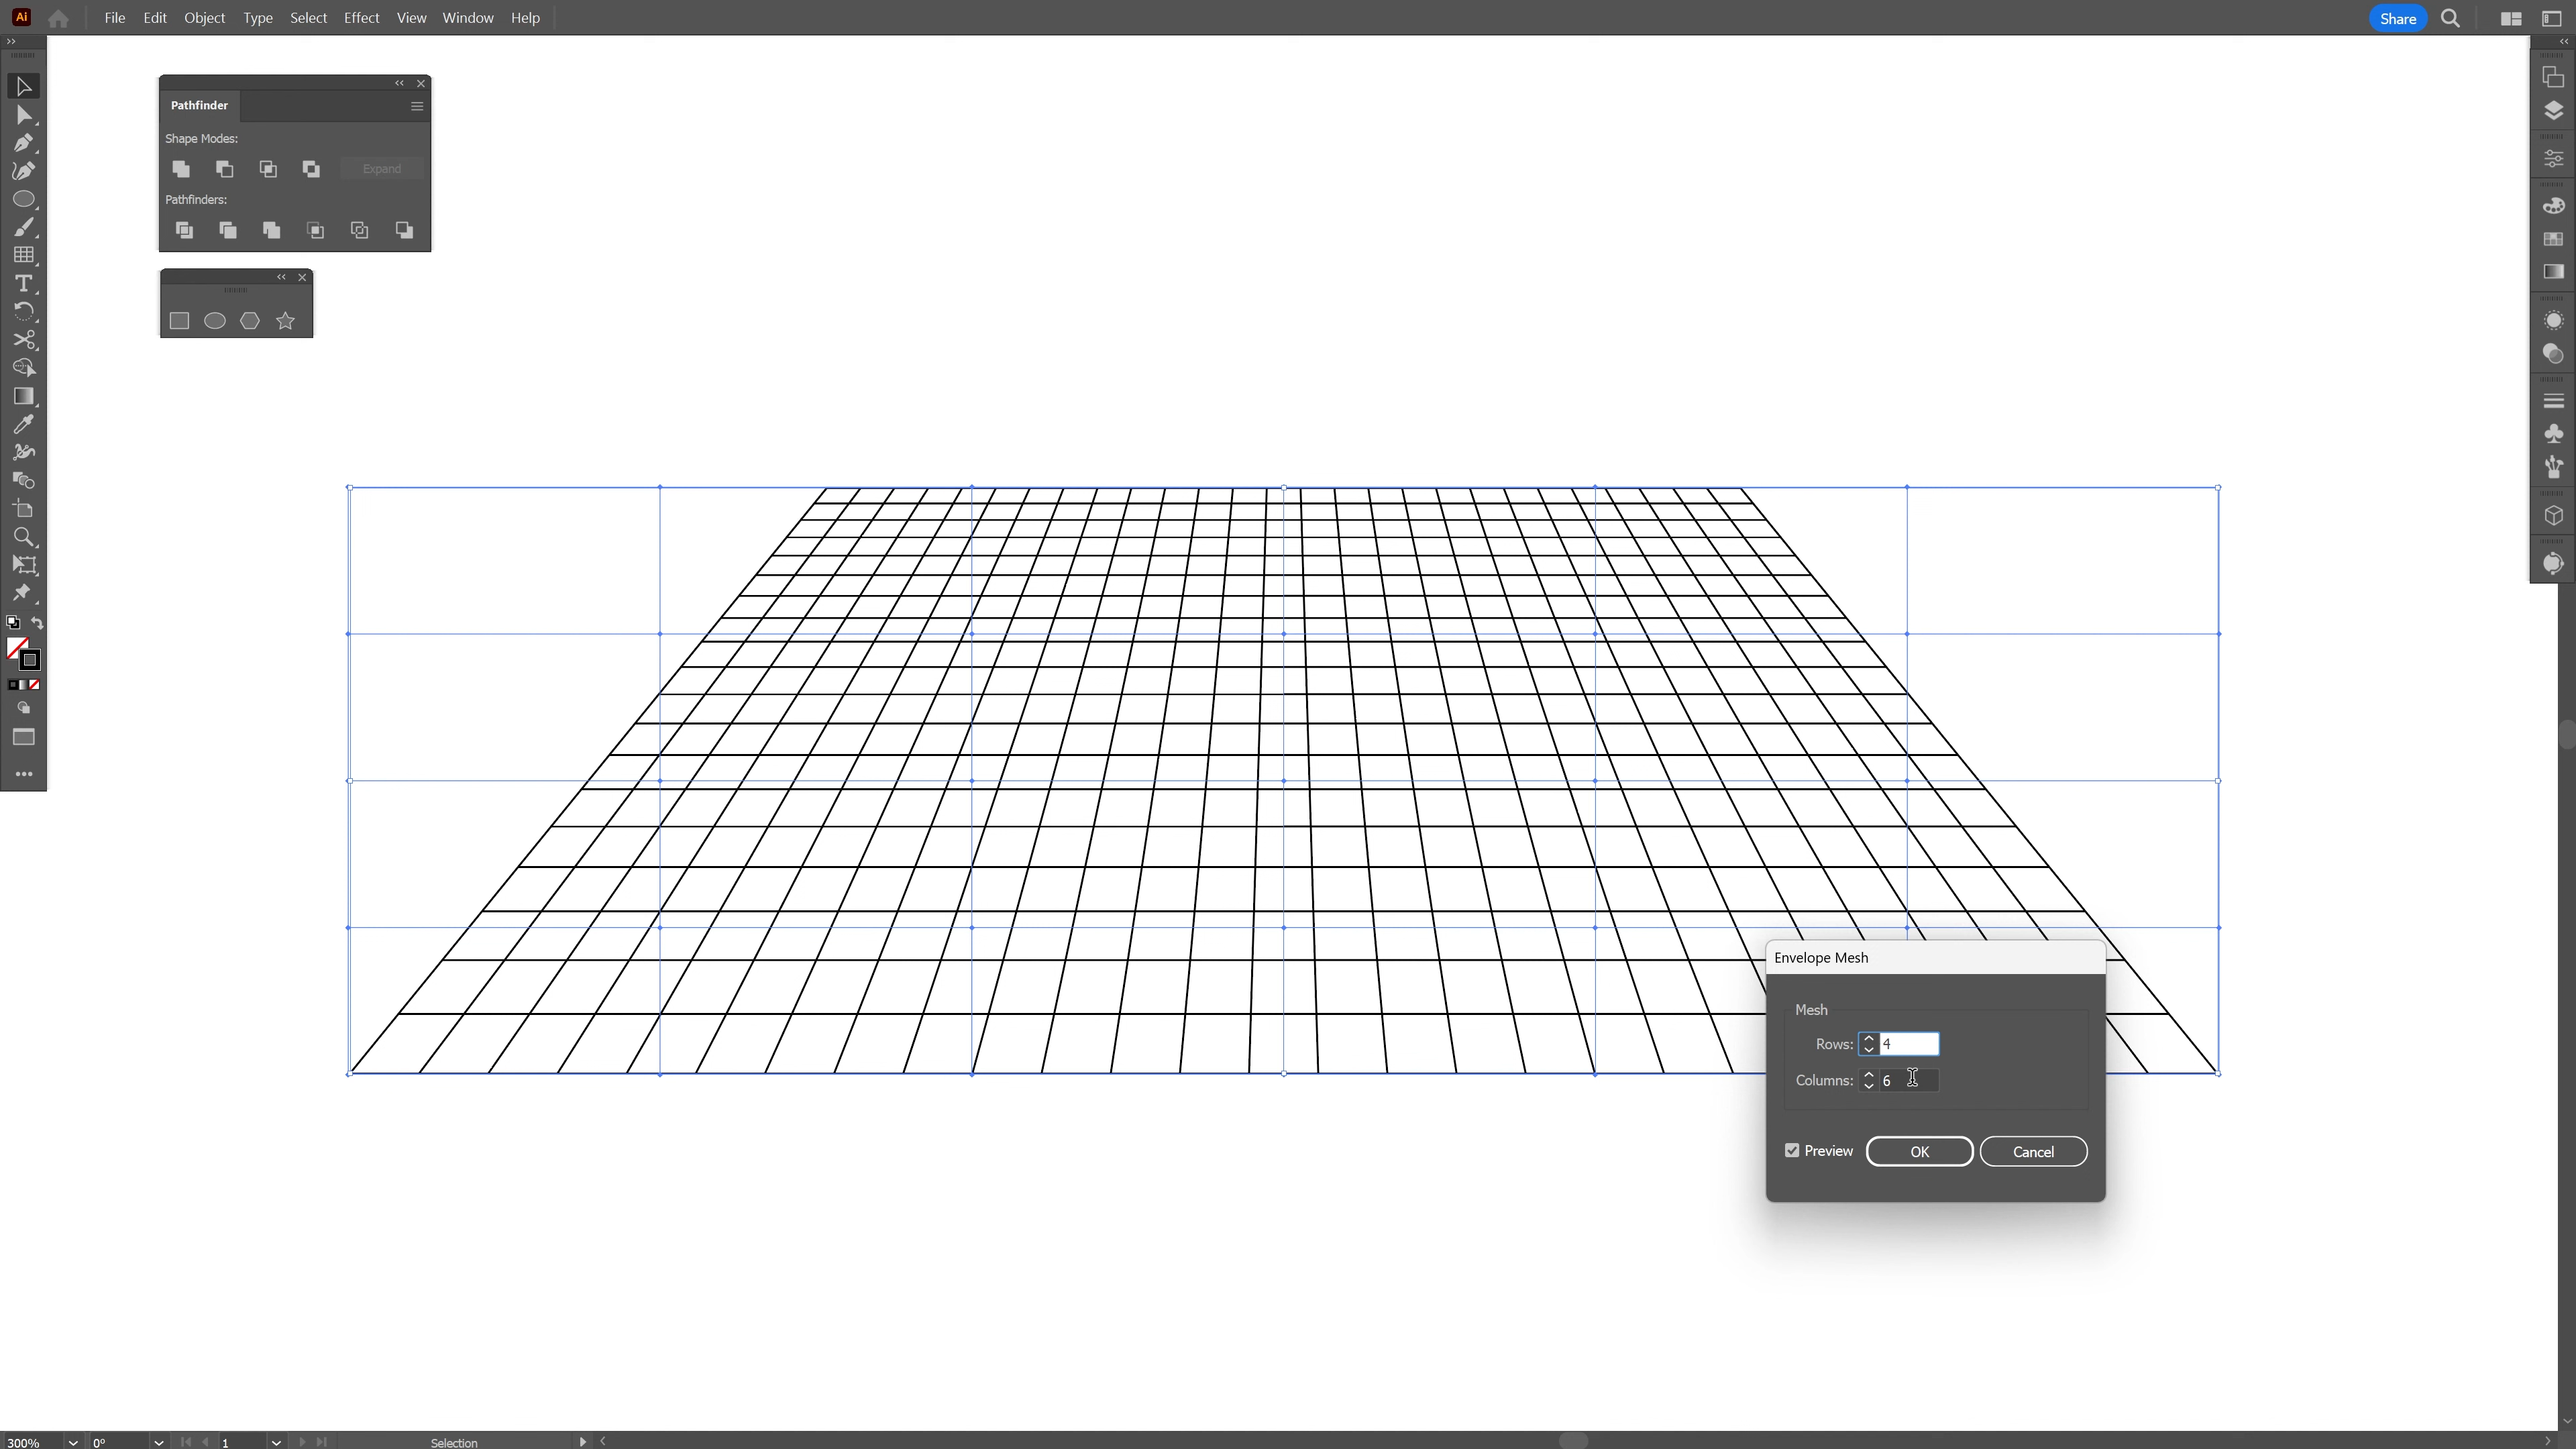 Ai File Edit Object Type Select Effect View Window Help Share
Pathfinder
Shape Modes:
Expand
Pathfinders:
Envelope Mesh
Mesh
Rows: 4
Columns: 6
Preview OK Cancel
300% 0° 1 Selection